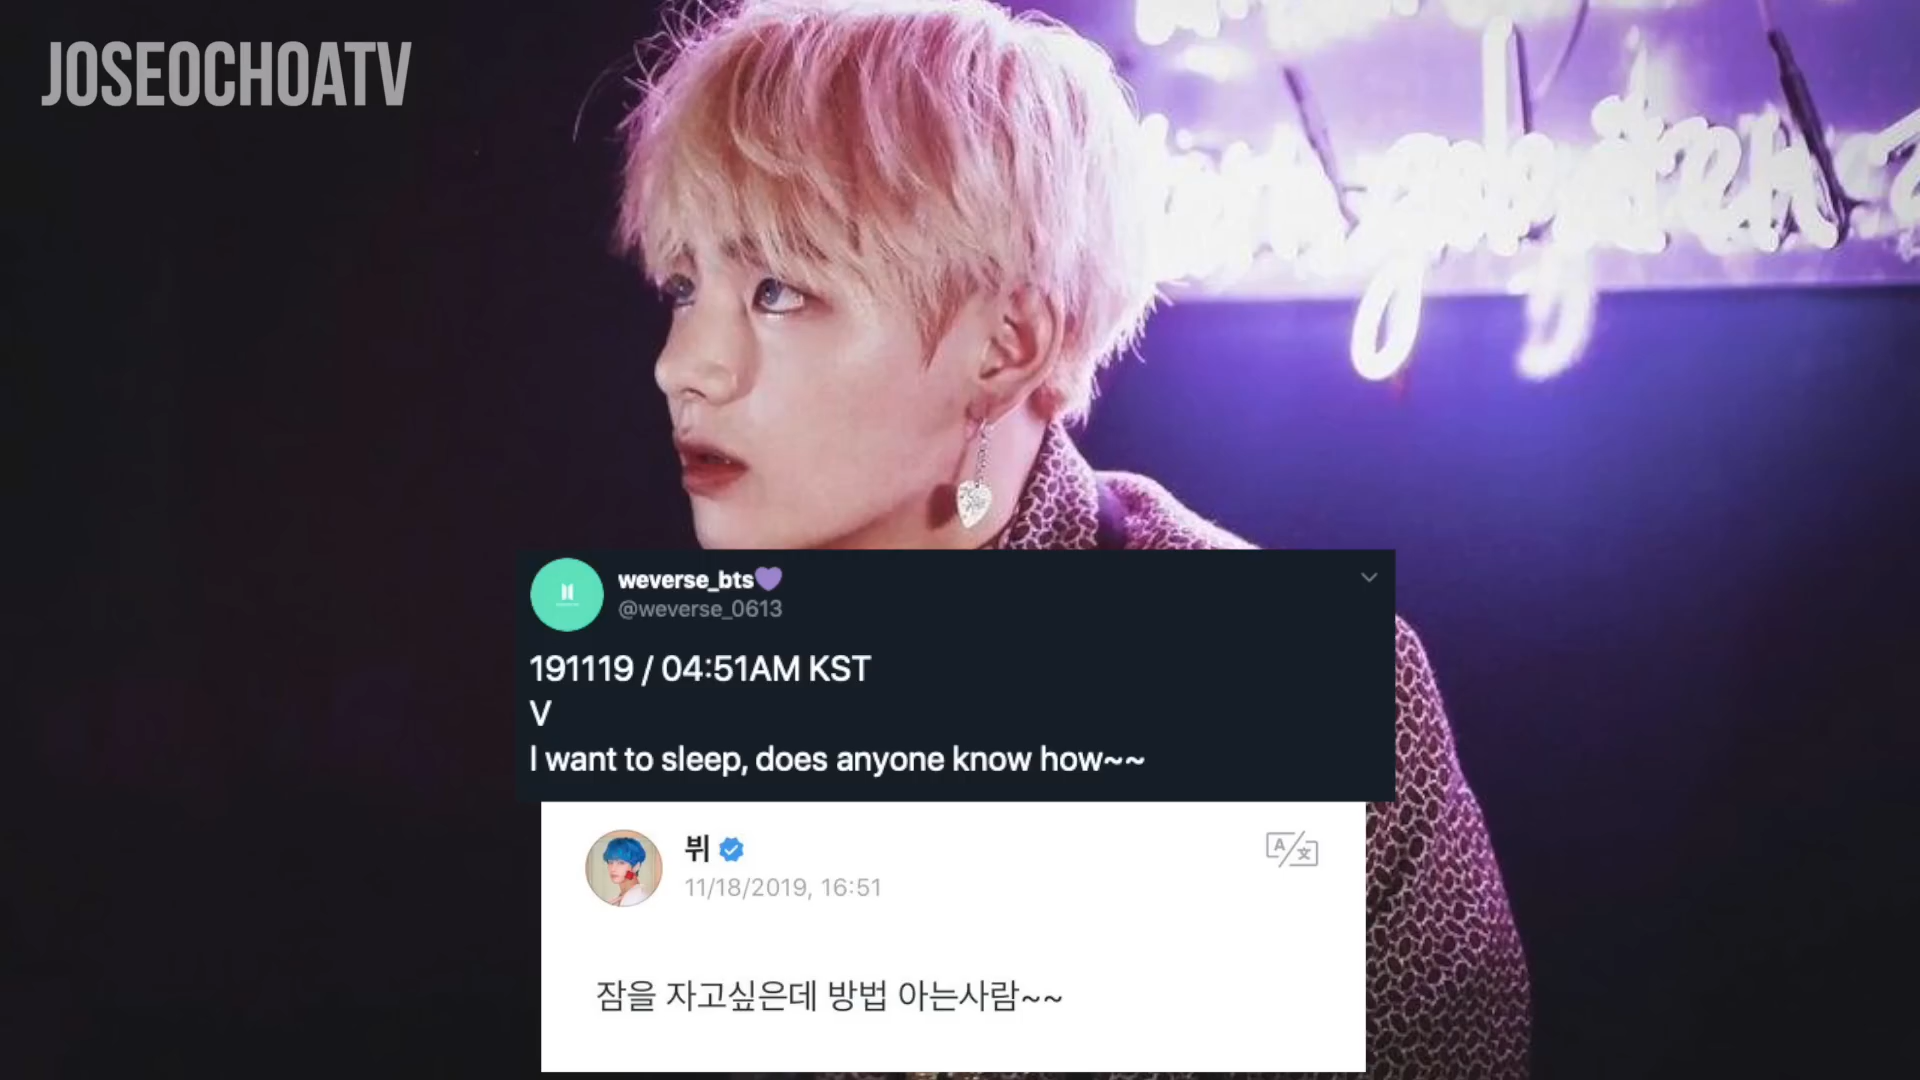 JOSEOCHOATV
weverse_bts💜
@weverse_0613
191119 / 04:51AM KST
V
I want to sleep, does anyone know how~~
뷔
11/18/2019, 16:51
잠을 자고싶은데 방법 아는사람~~